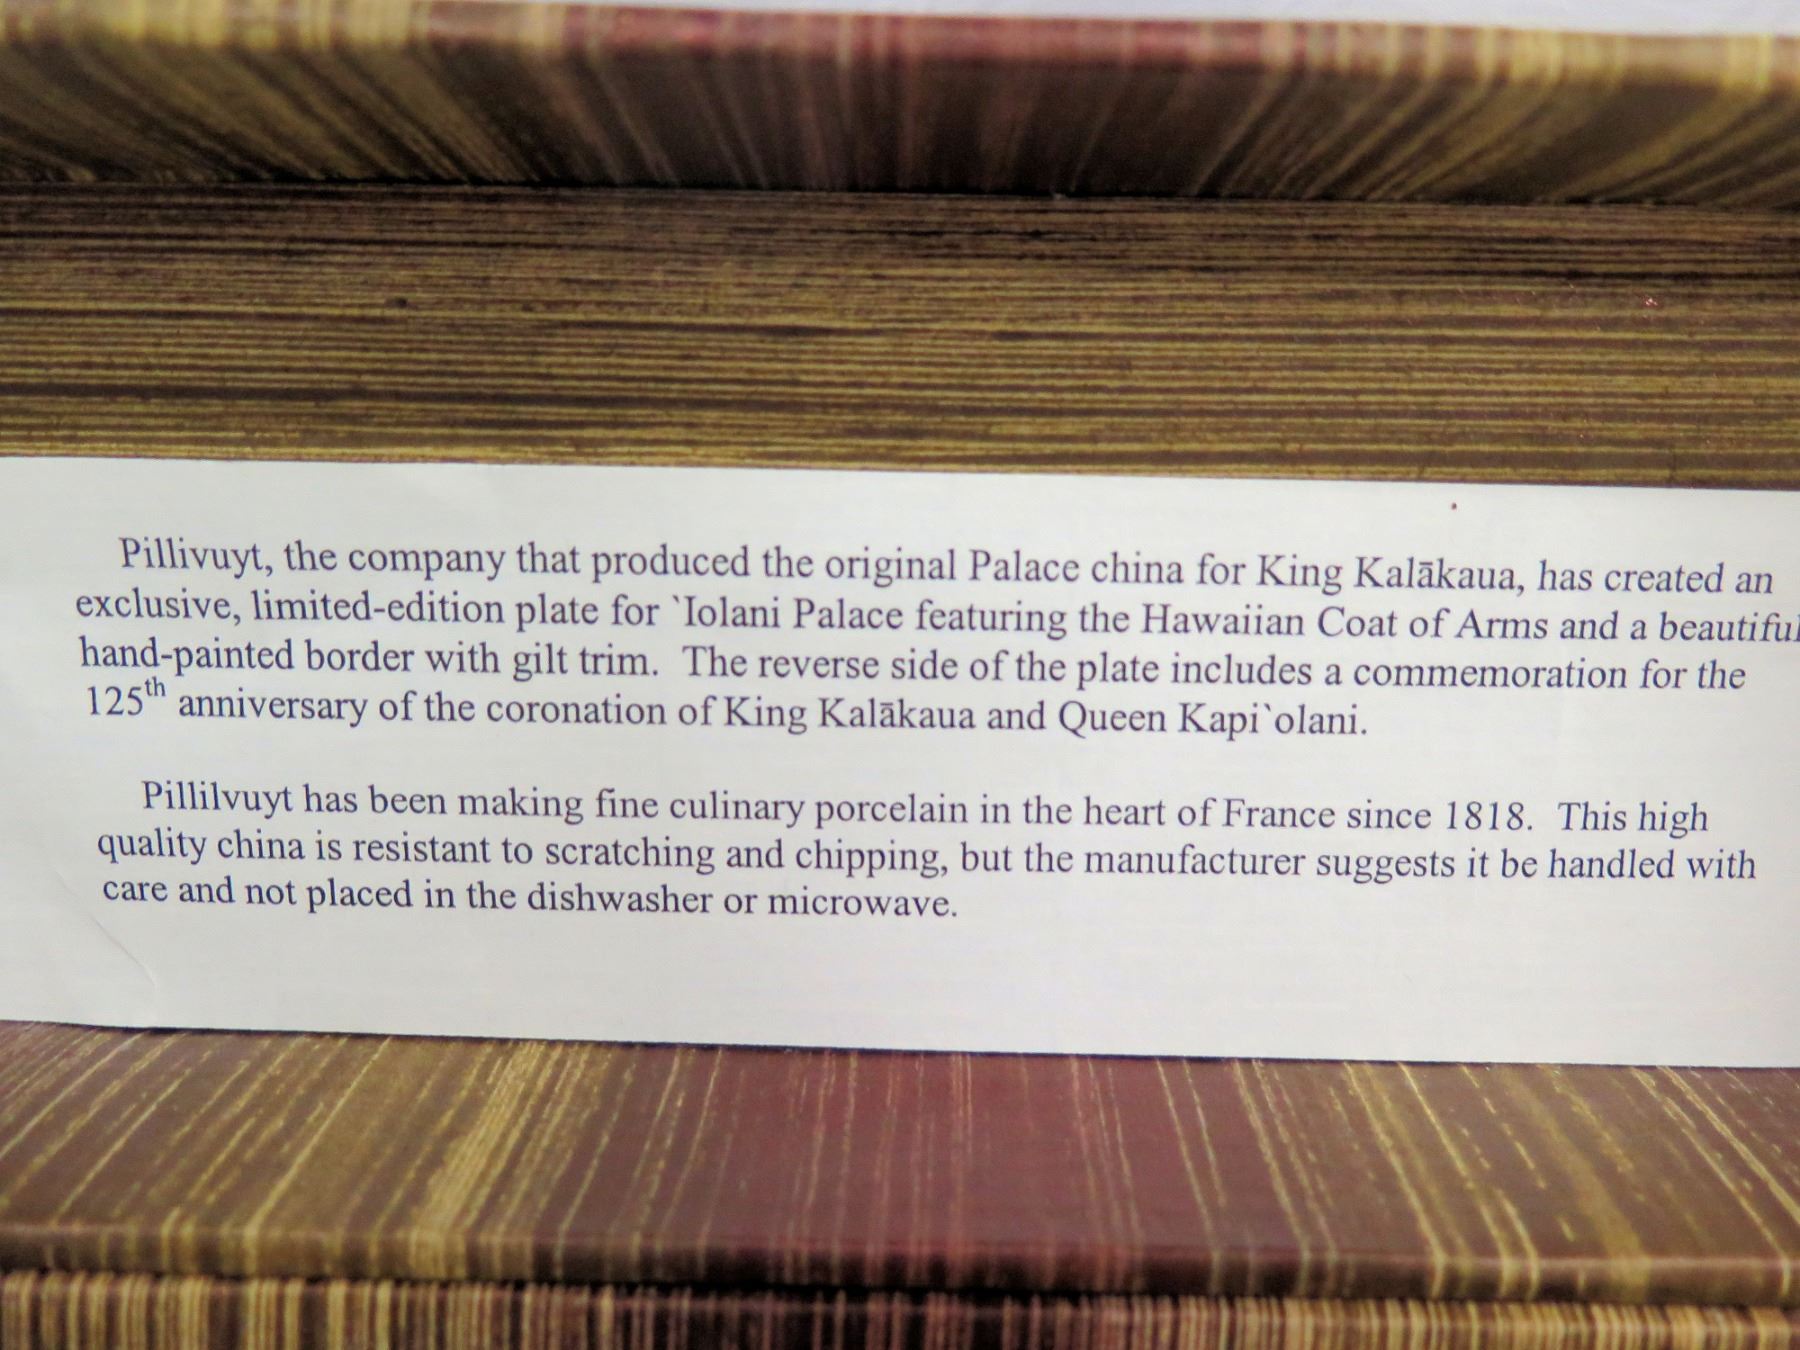 Pillivuyt, the company that produced the original Palace china for King Kalākaua, has created an
exclusive, limited-edition plate for `Iolani Palace featuring the Hawaiian Coat of Arms and a beautiful
hand-painted border with gilt trim.  The reverse side of the plate includes a commemoration for the
125th anniversary of the coronation of King Kalākaua and Queen Kapi`olani.
Pillilvuyt has been making fine culinary porcelain in the heart of France since 1818.  This high
quality china is resistant to scratching and chipping, but the manufacturer suggests it be handled with
care and not placed in the dishwasher or microwave.